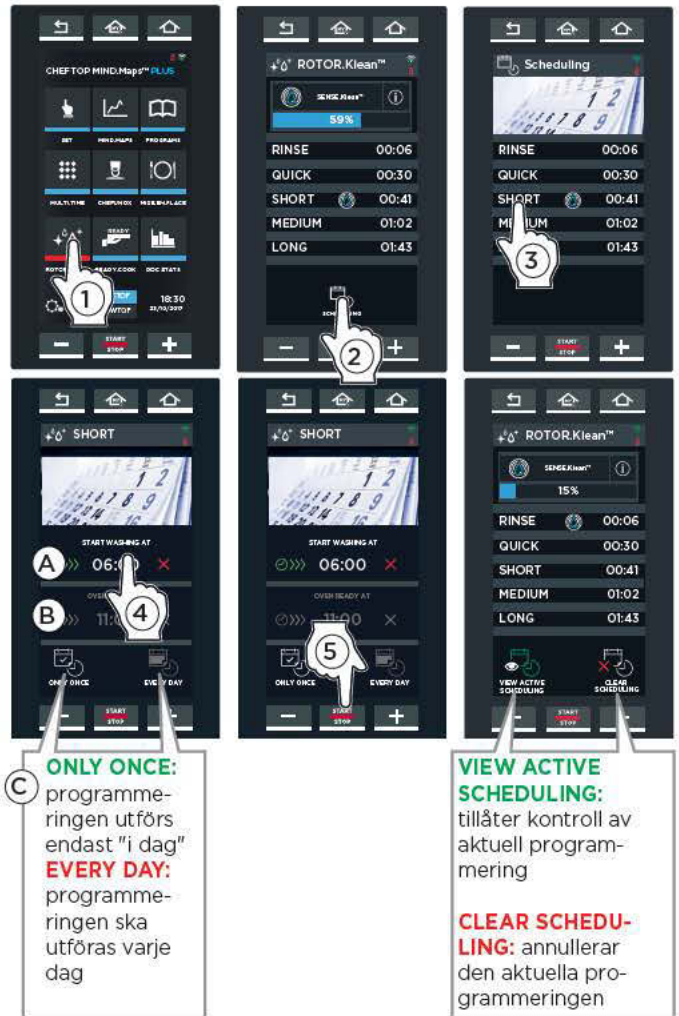 CHEFTOP MIND.Maps™ PLUS
SET MIND.MAPS PROGRAMS
MULTI.TIME CHEFUNOX MISE.EN.PLACE
READY
READY.COOK DDC.STATS
18:30
1
START
STOP
ROTOR.Klean™
SENSE.Klean™
59%
RINSE 00:06
QUICK 00:30
SHORT 00:41
MEDIUM 01:02
LONG 01:43
2
Scheduling
RINSE 00:06
QUICK 00:30
SHORT 00:41
01:02
01:43
3
START
STOP
SHORT
START WASHING AT
A
B
4
ONLY ONCE EVERY DAY
START
STOP
SHORT
START WASHING AT
06:00
OVEN READY AT
11:00
5
ONLY ONCE EVERY DAY
START
STOP
ROTOR.Klean™
SENSE.Klean™
15%
RINSE 00:06
QUICK 00:30
SHORT 00:41
MEDIUM 01:02
LONG 01:43
VIEW ACTIVE
SCHEDULING
CLEAR
SCHEDULING
START
STOP
C
ONLY ONCE:
programme-
ringen utförs
endast "i dag"
EVERY DAY:
programme-
ringen ska
utföras varje
dag
VIEW ACTIVE
SCHEDULING:
tillåter kontroll av
aktuell program-
mering
CLEAR SCHEDU-
LING: annullerar
den aktuella pro-
grammeringen